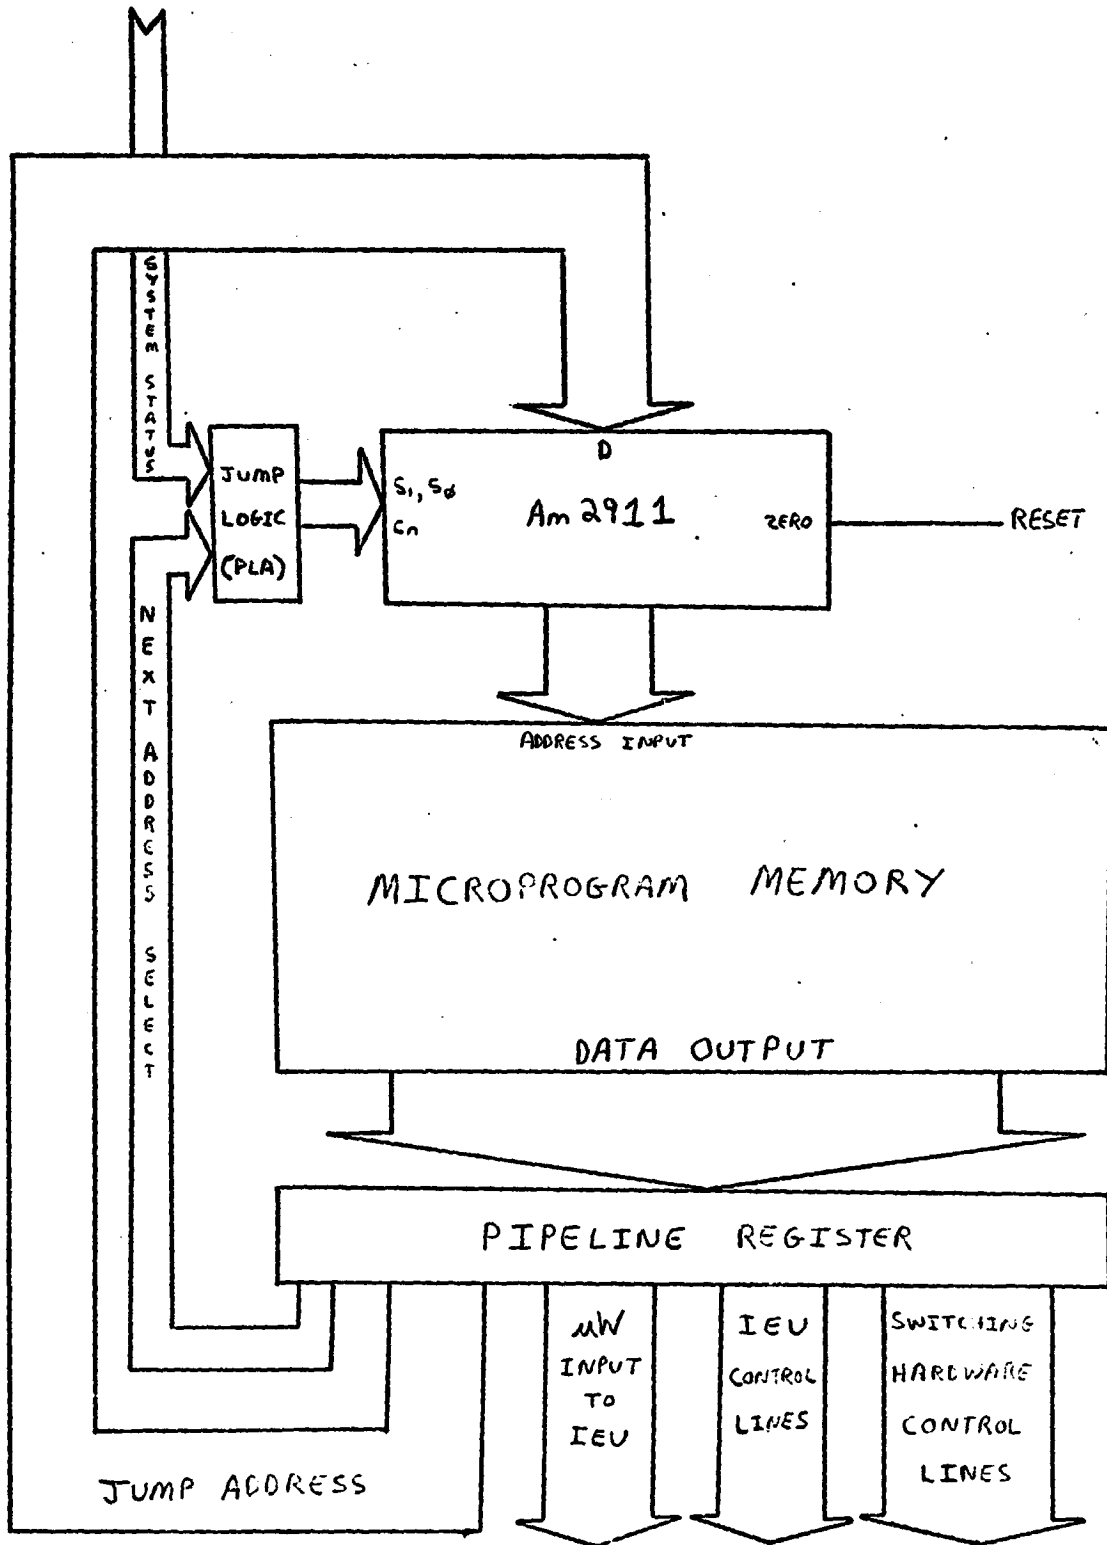 SYSTEM STATUS
JUMP
LOGIC
(PLA)
D
S₁, S∅
Cn
Am 2911
ZERO
RESET
NEXT ADDRESS SELECT
ADDRESS INPUT
MICROPROGRAM MEMORY
DATA OUTPUT
PIPELINE REGISTER
μW
INPUT
TO
IEU
IEU
CONTROL
LINES
SWITCHING
HARDWARE
CONTROL
LINES
JUMP ADDRESS